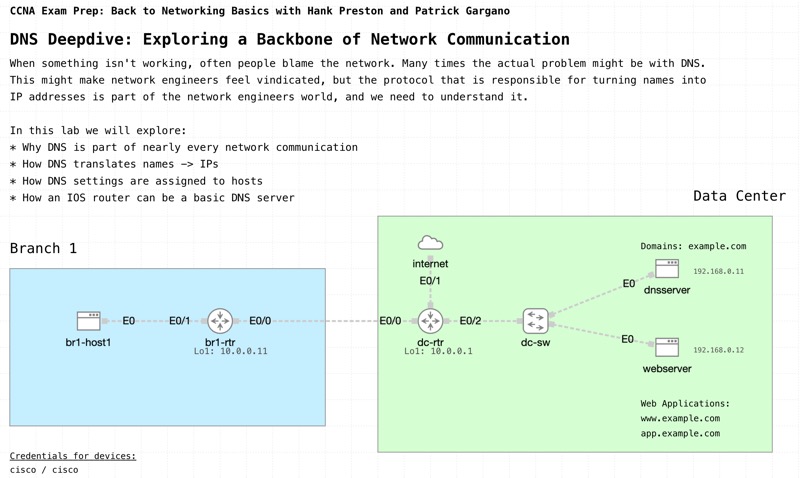 CCNA Exam Prep: Back to Networking Basics with Hank Preston and Patrick Gargano
DNS Deepdive: Exploring a Backbone of Network Communication
When something isn't working, often people blame the network. Many times the actual problem might be with DNS.
This might make network engineers feel vindicated, but the protocol that is responsible for turning names into
IP addresses is part of the network engineers world, and we need to understand it.
In this lab we will explore:
* Why DNS is part of nearly every network communication
* How DNS translates names -> IPs
* How DNS settings are assigned to hosts
* How an IOS router can be a basic DNS server
Data Center
Branch 1
Domains: example.com
internet
E0/1
192.168.0.11
E0
dnsserver
E0
E0/1
E0/0
E0/0
E0/2
br1-host1
br1-rtr
Lo1: 10.0.0.11
dc-rtr
Lo1: 10.0.0.1
dc-sw
E0
192.168.0.12
webserver
Web Applications:
www.example.com
app.example.com
Credentials for devices:
cisco / cisco